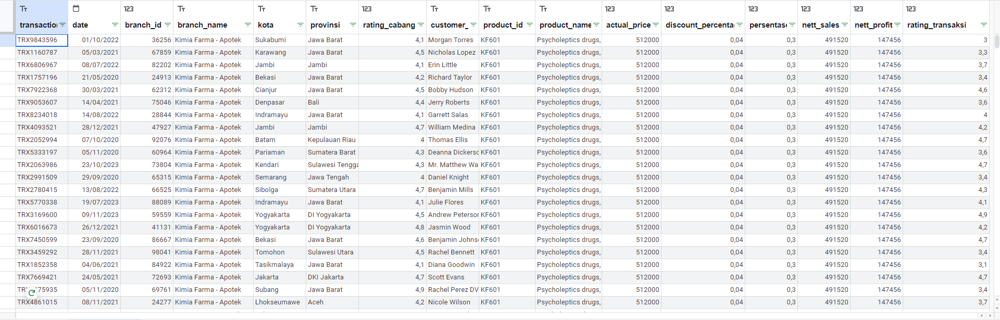 Tт 123 Tт Tт Tт 123 Tт Tт Tт 123 123 123 123 123 123
transaction date branch_id branch_name kota provinsi rating_cabang customer_ product_id product_name actual_price discount_percenta persentas nett_sales nett_profit rating_transaksi
TRX9843596 01/10/2022 36256 Kimia Farma - Apotek Sukabumi Jawa Barat 4,1 Morgan Torres KF601 Psycholeptics drugs, 512000 0,04 0,3 491520 147456 3
TRX1160787 05/03/2021 67859 Kimia Farma - Apotek Karawang Jawa Barat 4,5 Nicholas Lopez KF601 Psycholeptics drugs, 512000 0,04 0,3 491520 147456 3,3
TRX6806967 08/07/2022 82202 Kimia Farma - Apotek Jambi Jambi 4,1 Erin Little KF601 Psycholeptics drugs, 512000 0,04 0,3 491520 147456 3,7
TRX1757196 21/05/2020 24913 Kimia Farma - Apotek Bekasi Jawa Barat 4,2 Richard Taylor KF601 Psycholeptics drugs, 512000 0,04 0,3 491520 147456 3,4
TRX7922368 30/03/2021 62312 Kimia Farma - Apotek Cianjur Jawa Barat 4,5 Bobby Hudson KF601 Psycholeptics drugs, 512000 0,04 0,3 491520 147456 4,6
TRX9053607 14/04/2021 75046 Kimia Farma - Apotek Denpasar Bali 4,4 Jerry Roberts KF601 Psycholeptics drugs, 512000 0,04 0,3 491520 147456 3,6
TRX8234018 14/08/2022 28844 Kimia Farma - Apotek Indramayu Jawa Barat 4,1 Garrett Salas KF601 Psycholeptics drugs, 512000 0,04 0,3 491520 147456 4
TRX4093521 28/12/2021 47927 Kimia Farma - Apotek Jambi Jambi 4,7 William Medina KF601 Psycholeptics drugs, 512000 0,04 0,3 491520 147456 4,2
TRX2052994 07/10/2020 92076 Kimia Farma - Apotek Batam Kepulauan Riau 4 Thomas Ellis KF601 Psycholeptics drugs, 512000 0,04 0,3 491520 147456 4,7
TRX5333197 05/11/2020 60964 Kimia Farma - Apotek Pariaman Sumatera Barat 4,3 Deanna Dickerso KF601 Psycholeptics drugs, 512000 0,04 0,3 491520 147456 3,6
TRX2063986 23/10/2023 73804 Kimia Farma - Apotek Kendari Sulawesi Tengga 4,3 Mr. Matthew Wa KF601 Psycholeptics drugs, 512000 0,04 0,3 491520 147456 4,7
TRX2991509 29/09/2020 65315 Kimia Farma - Apotek Semarang Jawa Tengah 4 Daniel Knight KF601 Psycholeptics drugs, 512000 0,04 0,3 491520 147456 3,4
TRX2780415 13/08/2022 66525 Kimia Farma - Apotek Sibolga Sumatera Utara 4,7 Benjamin Mills KF601 Psycholeptics drugs, 512000 0,04 0,3 491520 147456 4,3
TRX5770338 19/07/2023 88089 Kimia Farma - Apotek Indramayu Jawa Barat 4,1 Julie Flores KF601 Psycholeptics drugs, 512000 0,04 0,3 491520 147456 4,1
TRX3169600 09/11/2023 59559 Kimia Farma - Apotek Yogyakarta DI Yogyakarta 4,5 Andrew Peterson KF601 Psycholeptics drugs, 512000 0,04 0,3 491520 147456 4,9
TRX6016673 26/12/2021 41131 Kimia Farma - Apotek Yogyakarta DI Yogyakarta 4,8 Jasmin Wood KF601 Psycholeptics drugs, 512000 0,04 0,3 491520 147456 4,2
TRX7450599 23/09/2020 86667 Kimia Farma - Apotek Bekasi Jawa Barat 4,6 Benjamin Johns KF601 Psycholeptics drugs, 512000 0,04 0,3 491520 147456 4,7
TRX3459292 28/11/2021 98041 Kimia Farma - Apotek Tomohon Sulawesi Utara 4,5 Rachel Bennett KF601 Psycholeptics drugs, 512000 0,04 0,3 491520 147456 3,4
TRX1852358 04/06/2021 84922 Kimia Farma - Apotek Tasikmalaya Jawa Barat 4,1 Diana Goodwin KF601 Psycholeptics drugs, 512000 0,04 0,3 491520 147456 3,1
TRX7669421 24/05/2021 72693 Kimia Farma - Apotek Jakarta DKI Jakarta 4,7 Scott Evans KF601 Psycholeptics drugs, 512000 0,04 0,3 491520 147456 4,7
05/11/2020 69761 Kimia Farma - Apotek Subang Jawa Barat 4,9 Rachel Perez DV KF601 Psycholeptics drugs, 512000 0,04 0,3 491520 147456 3,4
TRX4861015 08/11/2021 24277 Kimia Farma - Apotek Lhokseumawe Aceh 4,2 Nicole Wilson KF601 Psycholeptics drugs, 512000 0,04 0,3 491520 147456 3,7